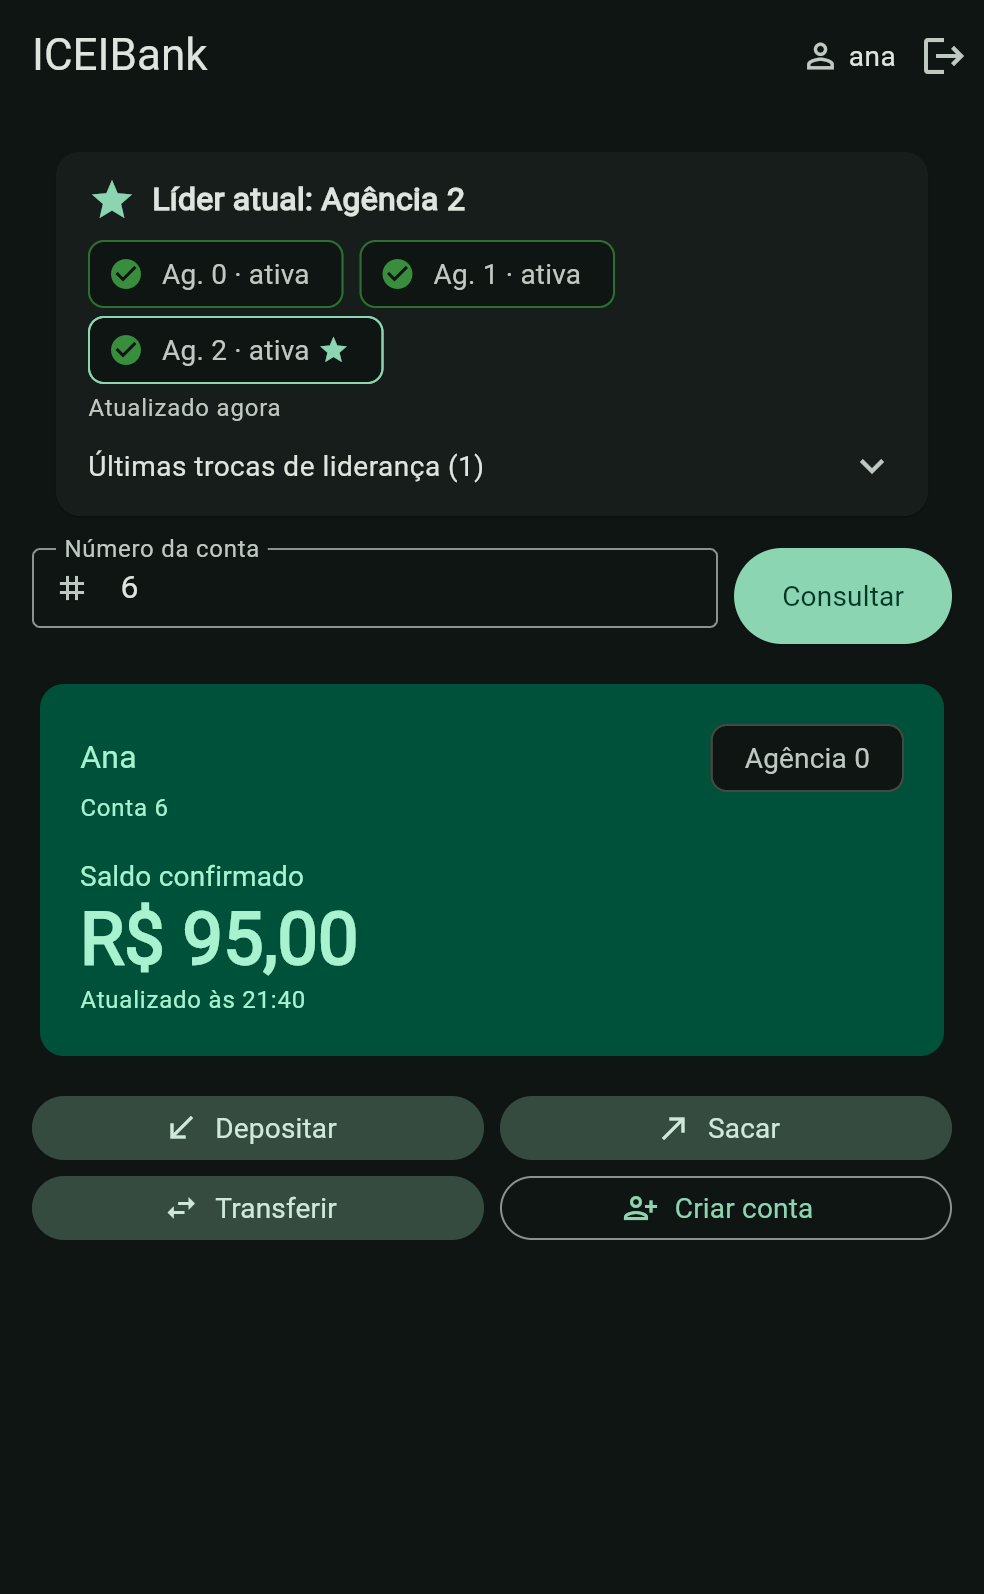 ICEIBank
ana
Líder atual: Agência 2
Ag. 0 · ativa
Ag. 1 · ativa
Ag. 2 · ativa
Atualizado agora
Últimas trocas de liderança (1)
Número da conta
# 6
Consultar
Ana
Agência 0
Conta 6
Saldo confirmado
R$ 95,00
Atualizado às 21:40
Depositar
Sacar
Transferir
Criar conta